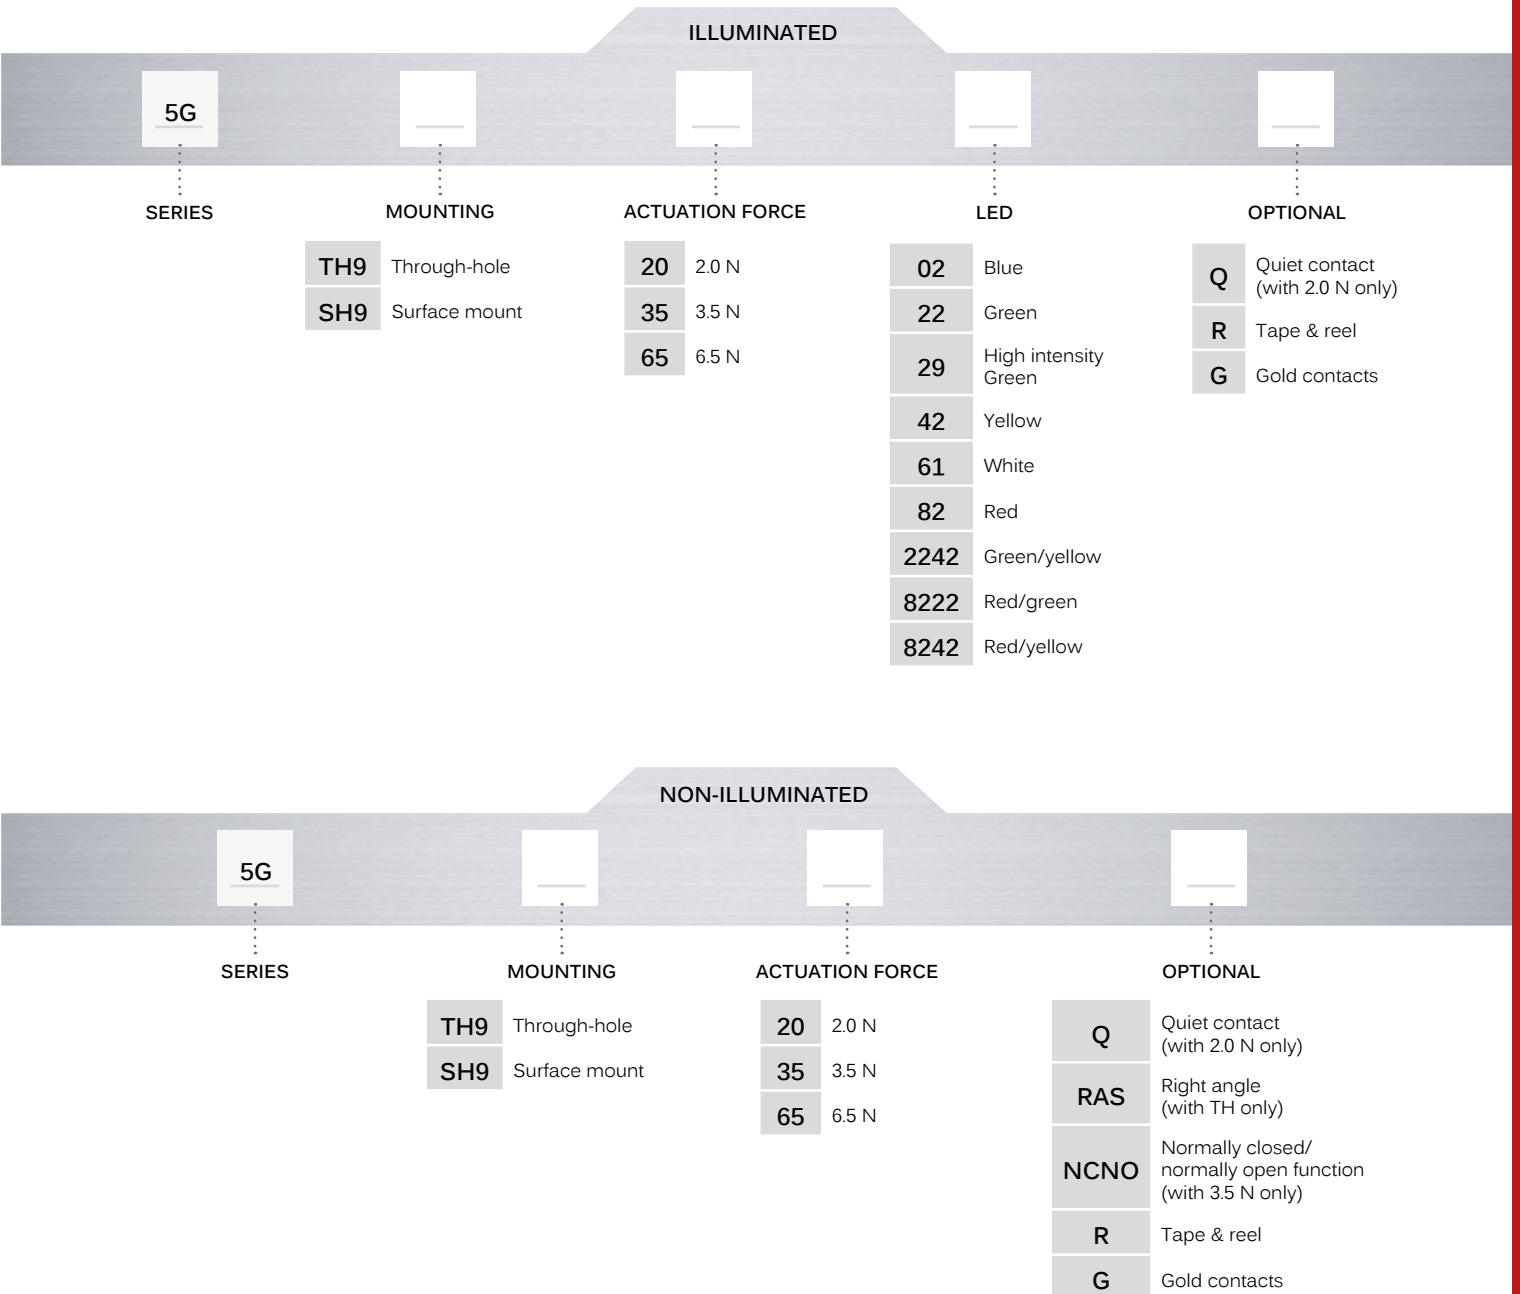 ILLUMINATED
5G
SERIES
MOUNTING
TH9 Through-hole
SH9 Surface mount
ACTUATION FORCE
20 2.0 N
35 3.5 N
65 6.5 N
LED
02 Blue
22 Green
29 High intensity
Green
42 Yellow
61 White
82 Red
2242 Green/yellow
8222 Red/green
8242 Red/yellow
OPTIONAL
Q Quiet contact
(with 2.0 N only)
R Tape & reel
G Gold contacts
NON-ILLUMINATED
5G
SERIES
MOUNTING
TH9 Through-hole
SH9 Surface mount
ACTUATION FORCE
20 2.0 N
35 3.5 N
65 6.5 N
OPTIONAL
Q Quiet contact
(with 2.0 N only)
RAS Right angle
(with TH only)
NCNO Normally closed/
normally open function
(with 3.5 N only)
R Tape & reel
G Gold contacts